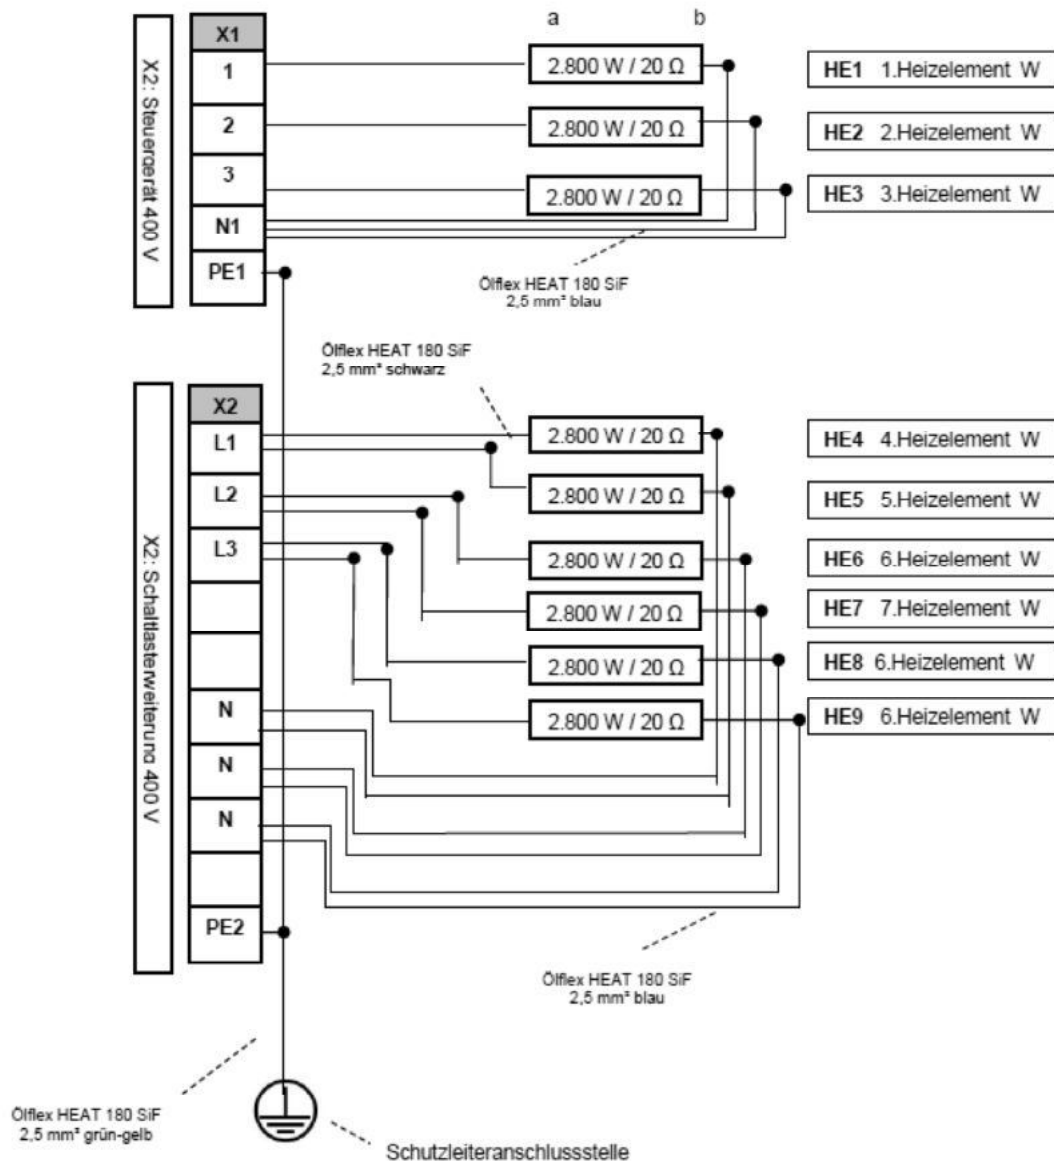 a b
X1
1 2.800 W / 20 Ω HE1 1.Heizelement W
2 2.800 W / 20 Ω HE2 2.Heizelement W
3 2.800 W / 20 Ω HE3 3.Heizelement W
N1
PE1
X2: Steuergerät 400 V
Ölflex HEAT 180 SiF
2,5 mm² blau
Ölflex HEAT 180 SiF
2,5 mm² schwarz
X2
L1 2.800 W / 20 Ω HE4 4.Heizelement W
2.800 W / 20 Ω HE5 5.Heizelement W
L2
L3 2.800 W / 20 Ω HE6 6.Heizelement W
2.800 W / 20 Ω HE7 7.Heizelement W
2.800 W / 20 Ω HE8 6.Heizelement W
N 2.800 W / 20 Ω HE9 6.Heizelement W
N
N
PE2
X2: Schaltlasterweiterung 400 V
Ölflex HEAT 180 SiF
2,5 mm² blau
Ölflex HEAT 180 SiF
2,5 mm² grün-gelb
Schutzleiteranschlussstelle